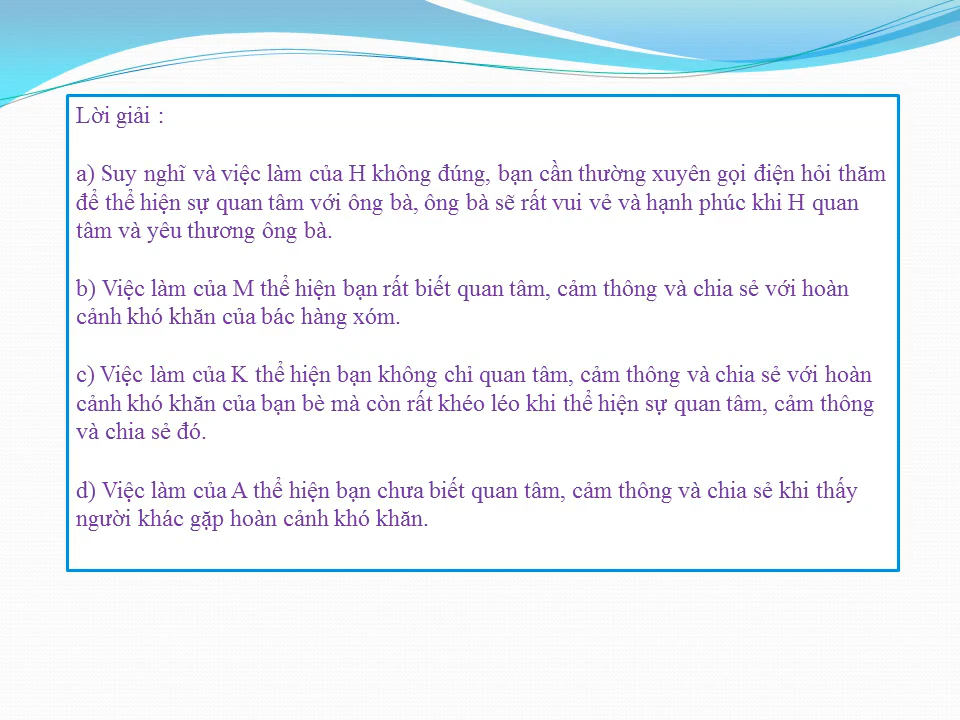 Lời giải :
a) Suy nghĩ và việc làm của H không đúng, bạn cần thường xuyên gọi điện hỏi thăm
để thể hiện sự quan tâm với ông bà, ông bà sẽ rất vui vẻ và hạnh phúc khi H quan
tâm và yêu thương ông bà.
b) Việc làm của M thể hiện bạn rất biết quan tâm, cảm thông và chia sẻ với hoàn
cảnh khó khăn của bác hàng xóm.
c) Việc làm của K thể hiện bạn không chỉ quan tâm, cảm thông và chia sẻ với hoàn
cảnh khó khăn của bạn bè mà còn rất khéo léo khi thể hiện sự quan tâm, cảm thông
và chia sẻ đó.
d) Việc làm của A thể hiện bạn chưa biết quan tâm, cảm thông và chia sẻ khi thấy
người khác gặp hoàn cảnh khó khăn.